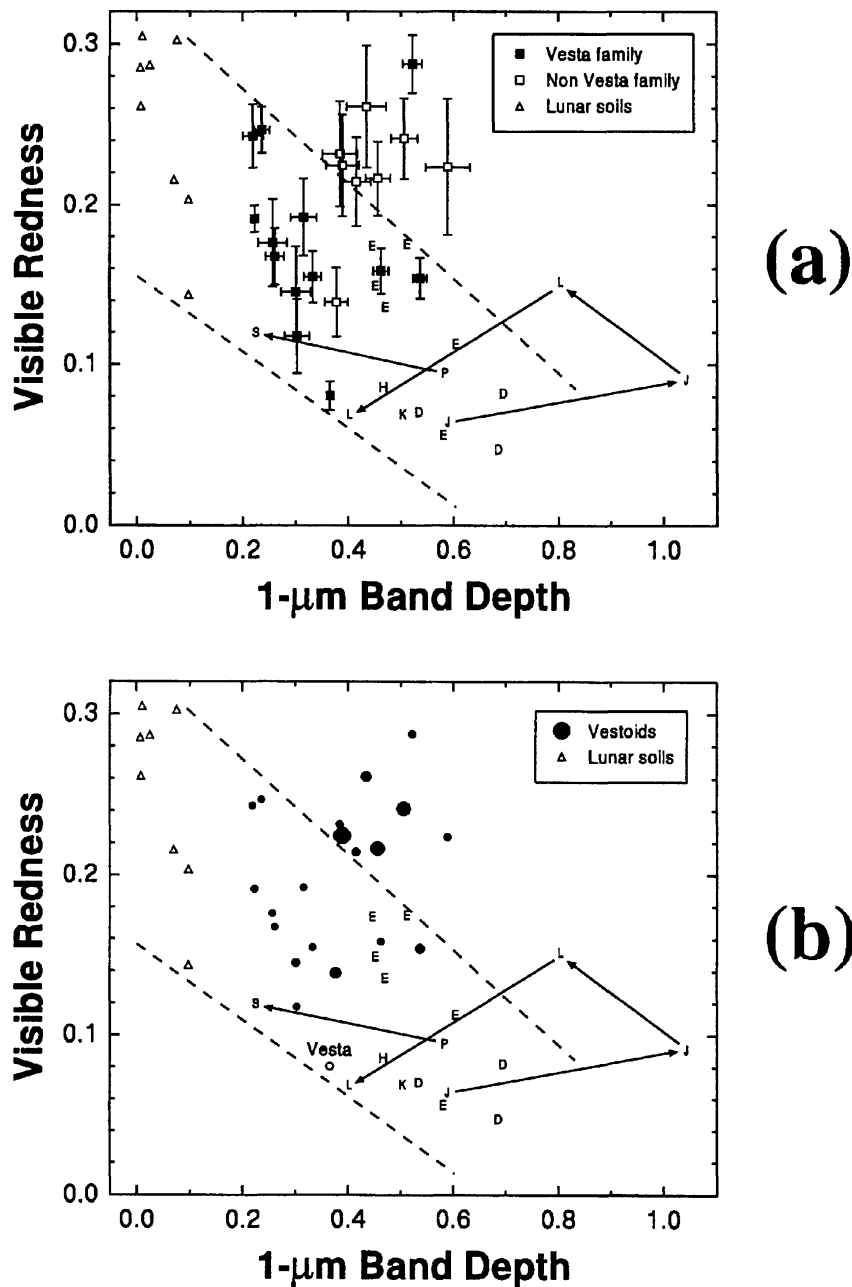 0.3
0.2
0.1
0.0
Visible Redness
Vesta family
Non Vesta family
Lunar soils
E E
E
E
E
L
S
P
J
H
D
L
K D
J
E
D
0.0 0.2 0.4 0.6 0.8 1.0
1-μm Band Depth
(a)
0.3
0.2
0.1
0.0
Visible Redness
Vestoids
Lunar soils
E E
E
E
E
L
S
P
J
Vesta
H
D
L
K D
J
E
D
0.0 0.2 0.4 0.6 0.8 1.0
1-μm Band Depth
(b)